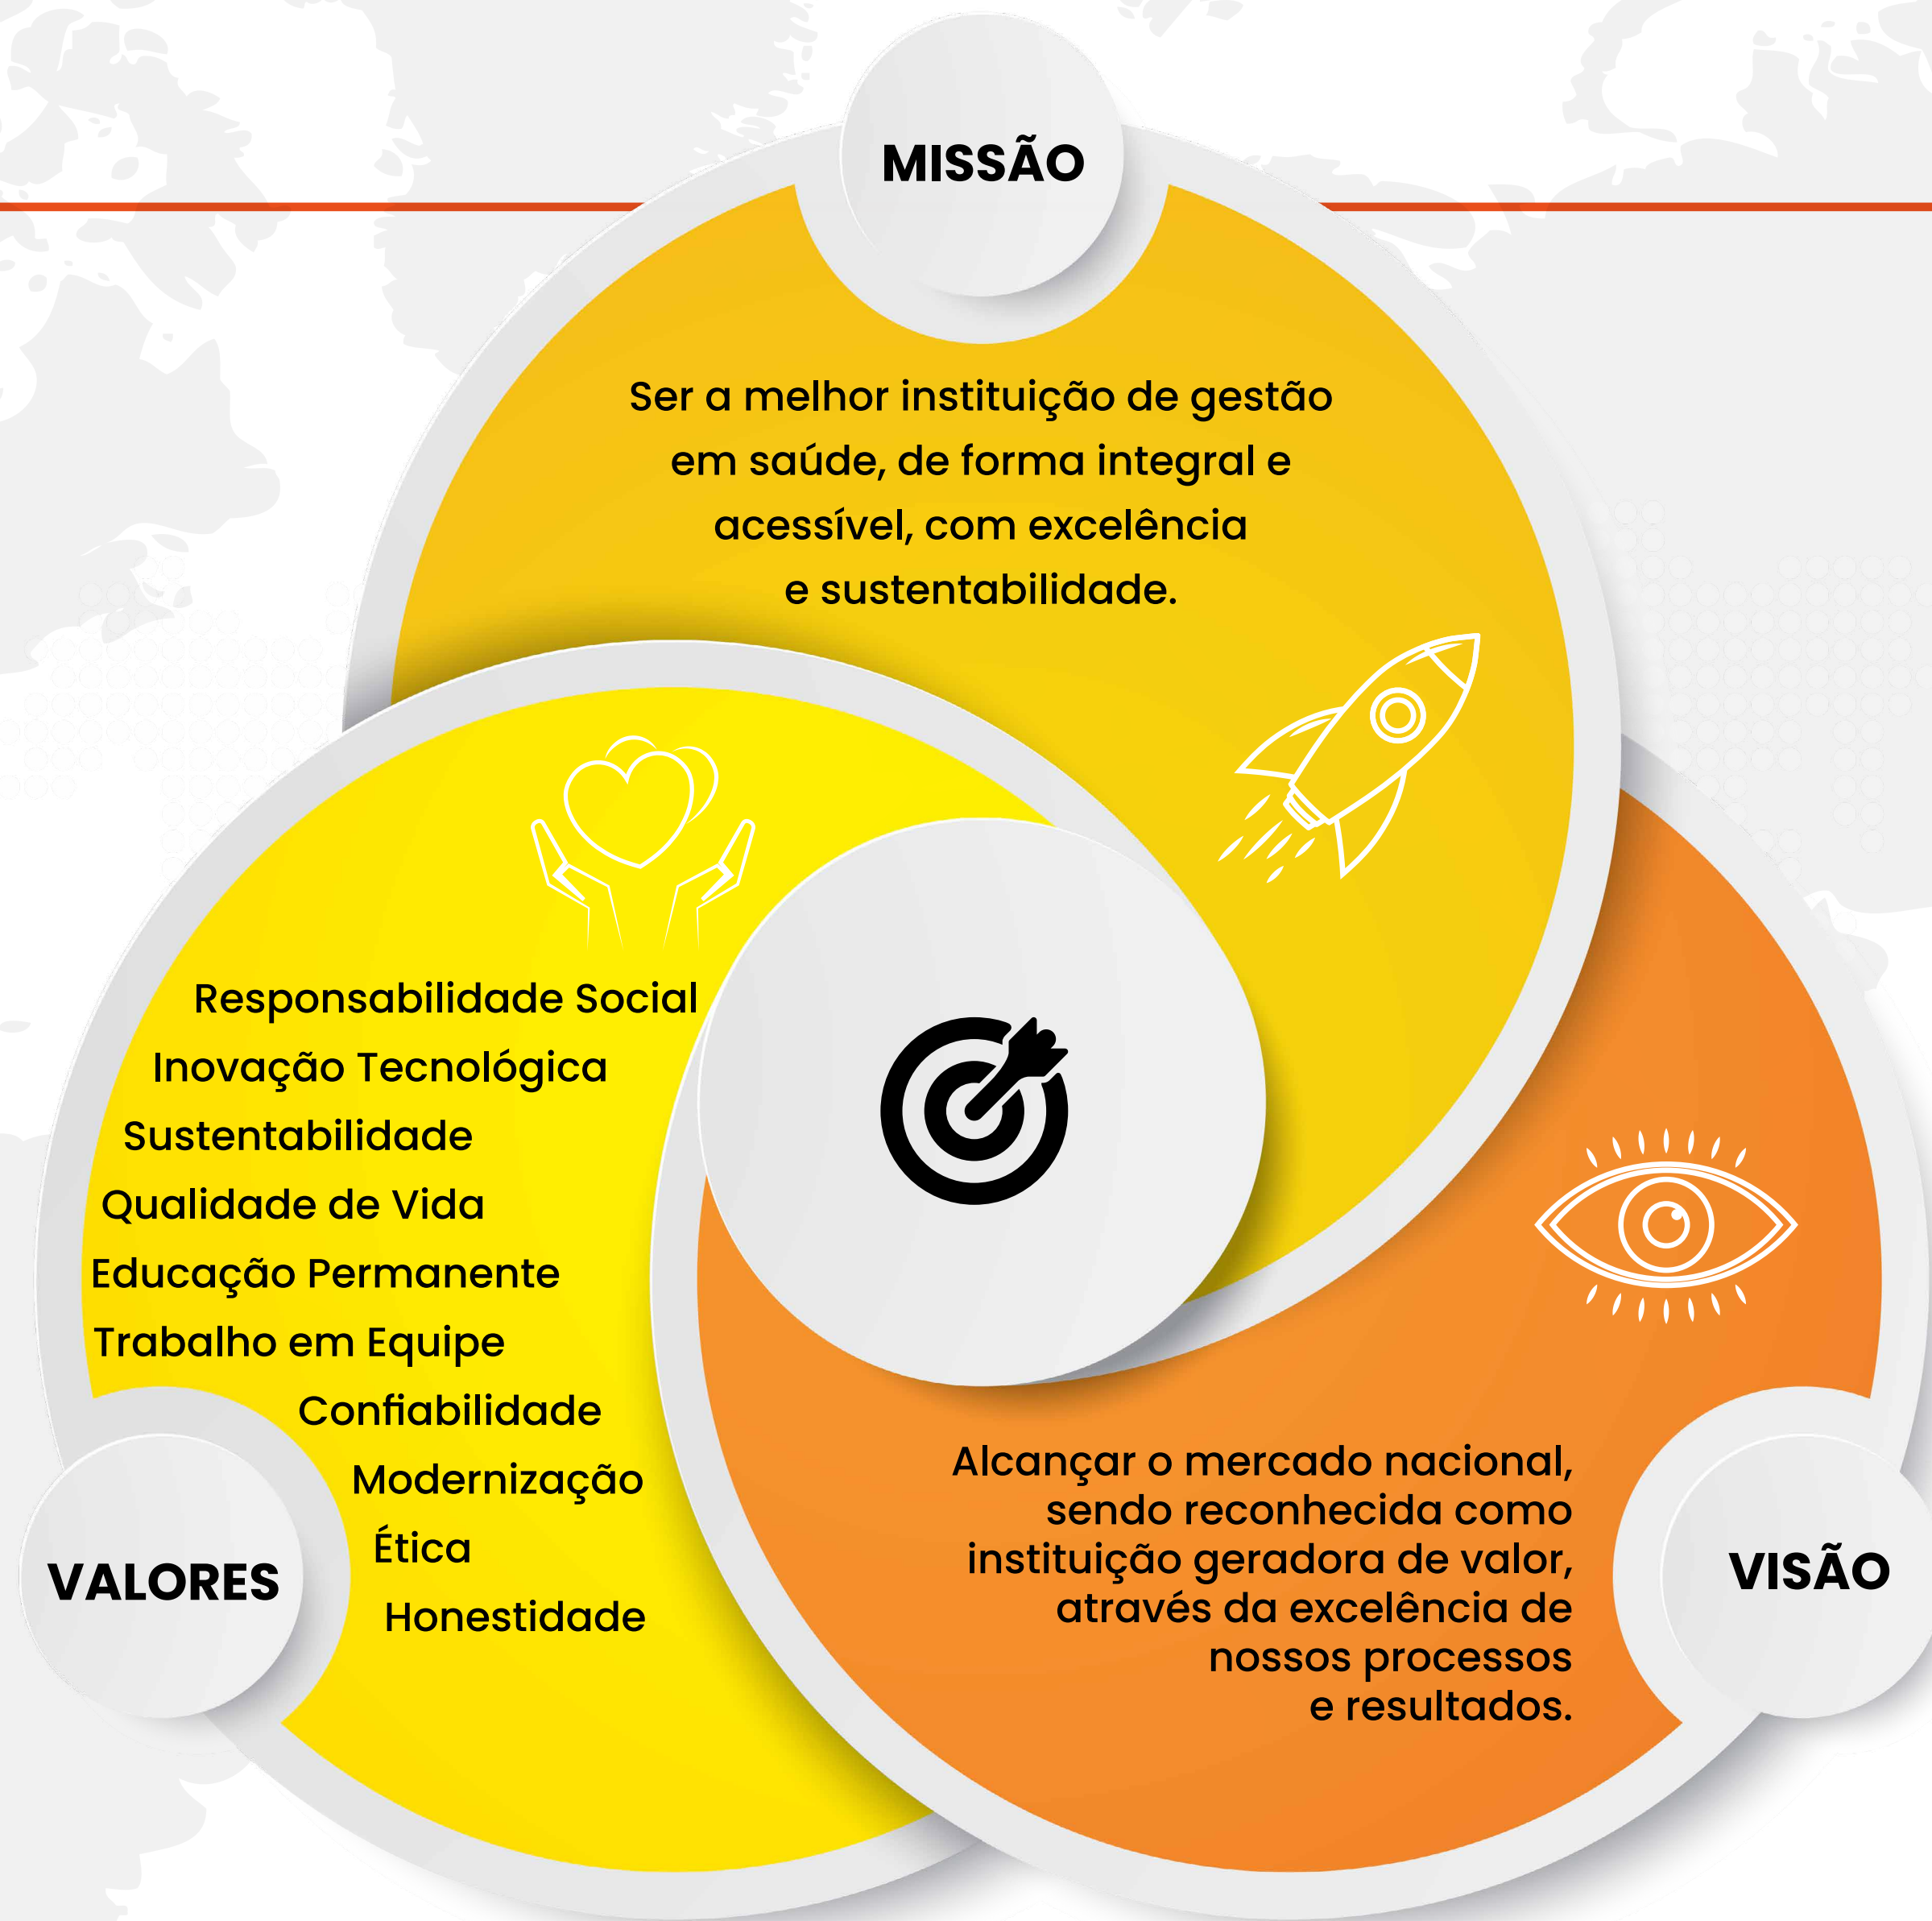 MISSÃO
Ser a melhor instituição de gestão
em saúde, de forma integral e
acessível, com excelência
e sustentabilidade.
Responsabilidade Social
Inovação Tecnológica
Sustentabilidade
Qualidade de Vida
Educação Permanente
Trabalho em Equipe
Confiabilidade
Modernização
Ética
Honestidade
VALORES
Alcançar o mercado nacional,
sendo reconhecida como
instituição geradora de valor,
através da excelência de
nossos processos
e resultados.
VISÃO